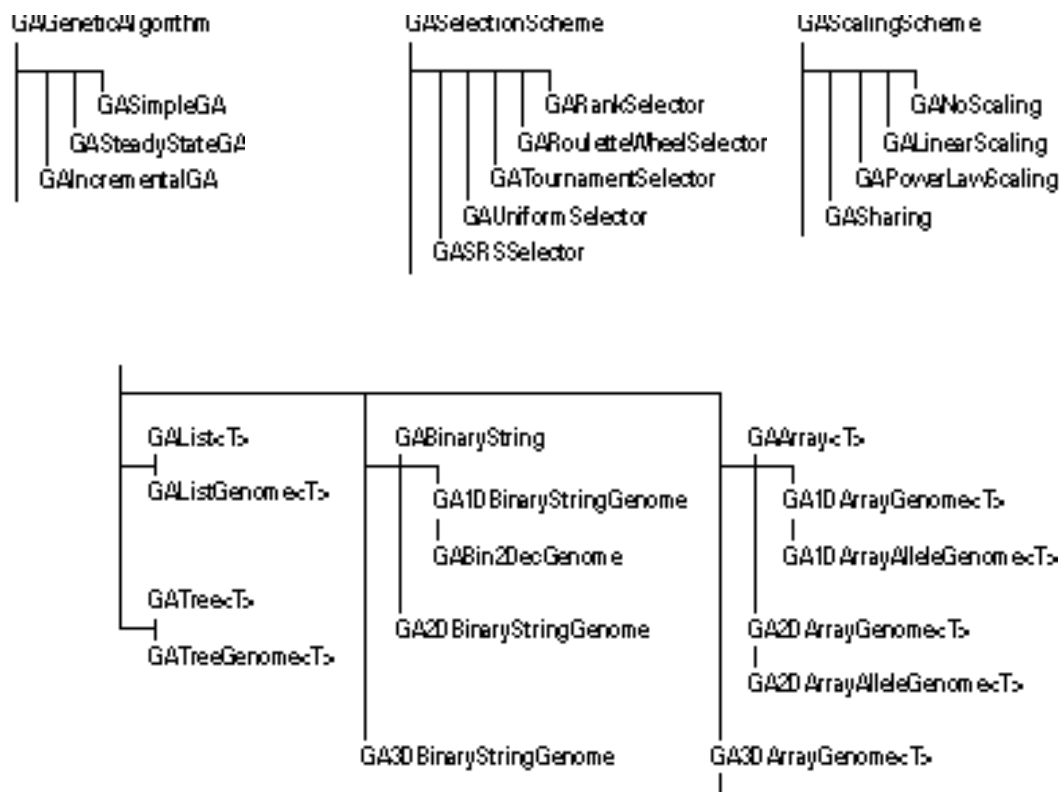 GAGeneticAlgorithm
GASimpleGA
GASteadyStateGA
GAIncrementalGA
GASelectionScheme
GARankSelector
GARouletteWheelSelector
GATournamentSelector
GAUniformSelector
GASRSSelector
GAScalingScheme
GANoScaling
GALinearScaling
GAPowerLawScaling
GASharing
GAList<T>
GAListGenome<T>
GATree<T>
GATreeGenome<T>
GABinaryString
GA1DBinaryStringGenome
GABin2DecGenome
GA2DBinaryStringGenome
GA3DBinaryStringGenome
GAArray<T>
GA1DArrayGenome<T>
GA1DArrayAlleleGenome<T>
GA2DArrayGenome<T>
GA2DArrayAlleleGenome<T>
GA3DArrayGenome<T>